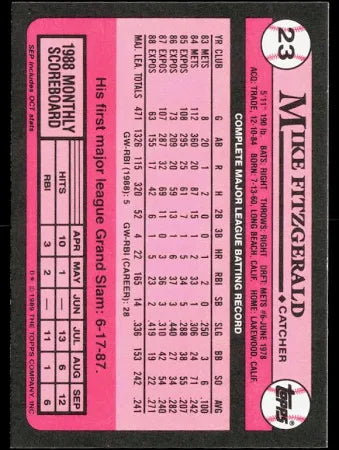 23
MIKE FITZGERALD
◆CATCHER
Topps
5'11" 190 lb. BATS: RIGHT THROWS: RIGHT DRFT: METS #6-JUNE 1978
ACQ: TRADE, 12-10-84 BORN: 7-13-60, LONG BEACH, CALIF. HOME: LAKEWOOD, CALIF.
COMPLETE MAJOR LEAGUE BATTING RECORD
YR CLUB G AB R H 2B 3B HR RBI SB SLG BB SO AVG
83 METS 8 20 1 2 0 0 1 2 0 .250 3 6 .100
84 METS 112 360 20 87 15 1 2 33 1 .306 24 71 .242
85 EXPOS 108 295 25 61 7 1 5 34 5 .288 38 55 .207
86 EXPOS 73 209 20 59 13 1 6 37 3 .440 27 34 .282
87 EXPOS 107 287 32 69 11 0 3 36 3 .310 42 54 .240
88 EXPOS 63 155 17 42 6 1 5 23 2 .419 19 22 .271
MAJ. LEA. TOTALS 471 1326 115 320 52 4 22 165 14 .338 153 242 .241
GW-RBI (1988): 5 GW-RBI (CAREER): 28
His first major league Grand Slam: 6-17-87.
1988 MONTHLY
SCOREBOARD
SEP includes OCT stats
APR MAY JUN JUL AUG SEP
HITS 10 1 - 13 6 12
RBI 3 2 - 11 1 6
D* © 1989 THE TOPPS COMPANY, INC.